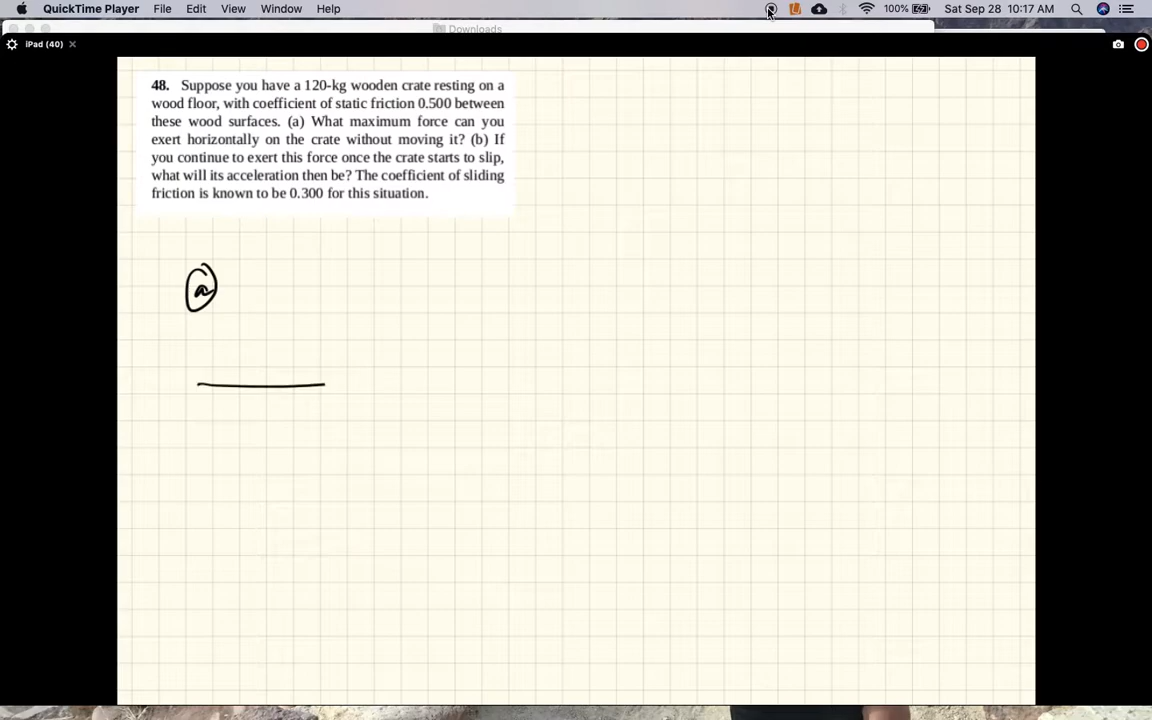 QuickTime Player File Edit View Window Help 100% Sat Sep 28 10:17 AM
Downloads
iPad (40)
48. Suppose you have a 120-kg wooden crate resting on a
wood floor, with coefficient of static friction 0.500 between
these wood surfaces. (a) What maximum force can you
exert horizontally on the crate without moving it? (b) If
you continue to exert this force once the crate starts to slip,
what will its acceleration then be? The coefficient of sliding
friction is known to be 0.300 for this situation.
a